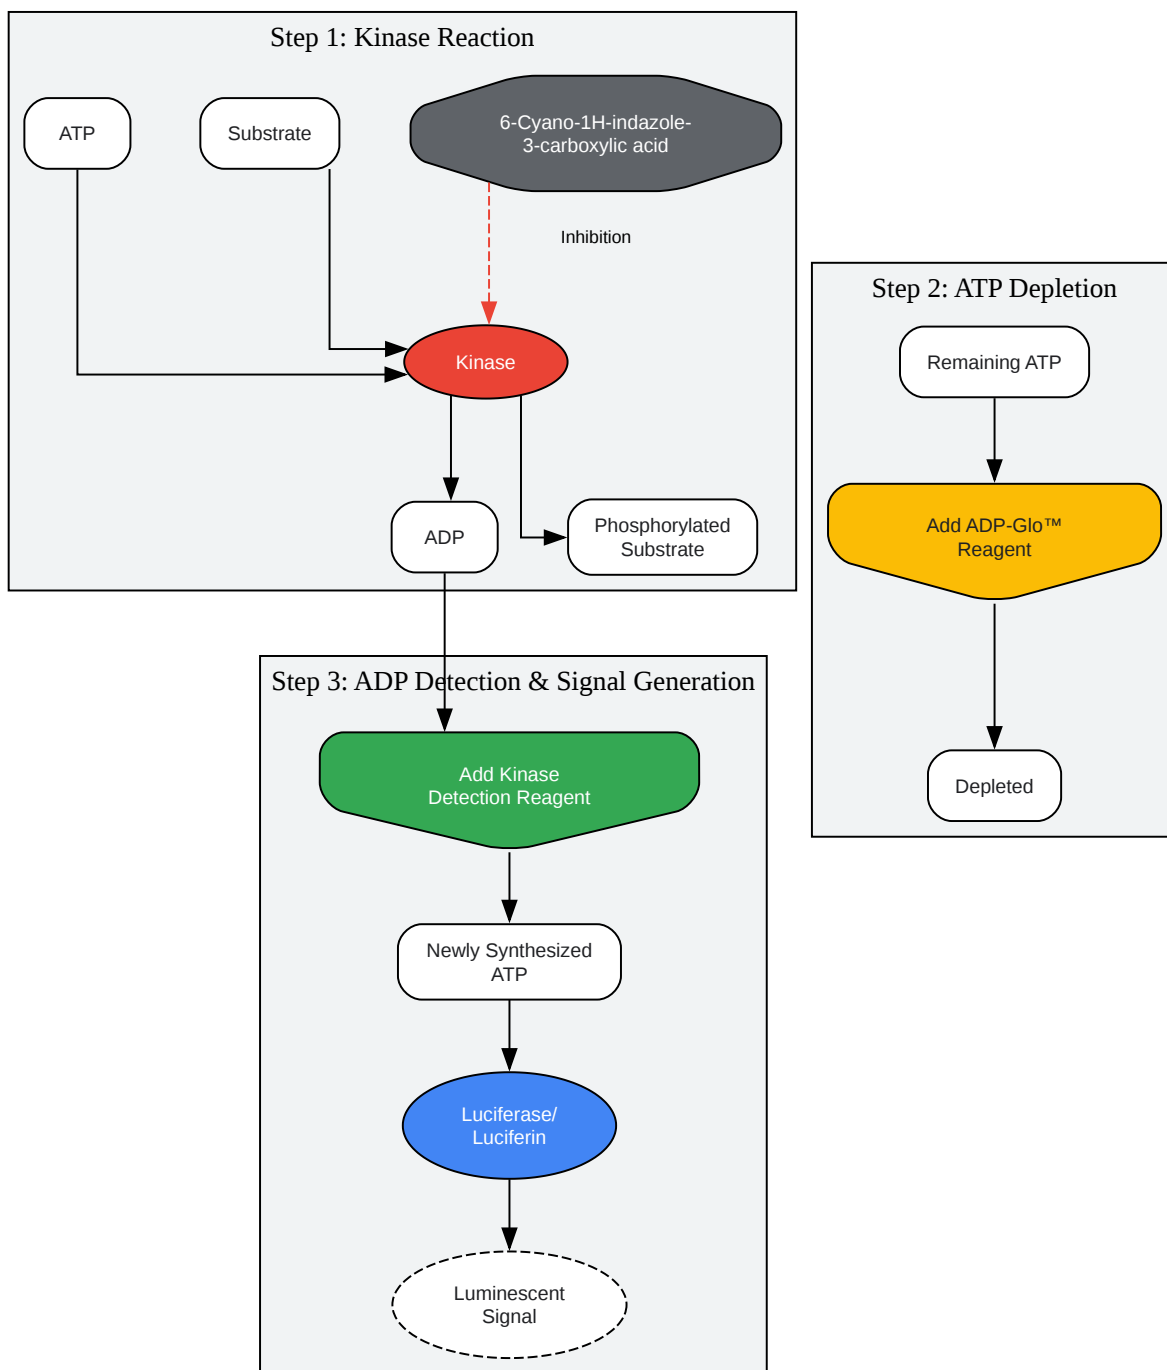 Step 1: Kinase Reaction
ATP
Substrate
6-Cyano-1H-indazole-
3-carboxylic acid
Inhibition
Kinase
ADP
Phosphorylated
Substrate
Step 2: ATP Depletion
Remaining ATP
Add ADP-Glo™
Reagent
Depleted
Step 3: ADP Detection & Signal Generation
Add Kinase
Detection Reagent
Newly Synthesized
ATP
Luciferase/
Luciferin
Luminescent
Signal